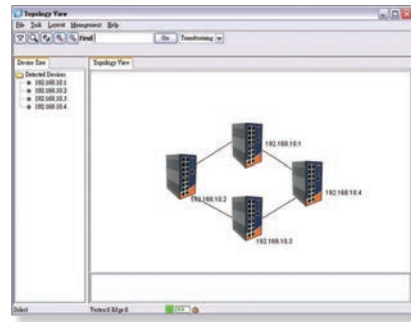 Topology View
File Task Layout Management Help
Find
Go
Transforming
Device Tree
Detected Devices
192.168.10.1
192.168.10.2
192.168.10.3
192.168.10.4
Topology View
192.168.10.1
192.168.10.2
192.168.10.4
192.168.10.3
Select